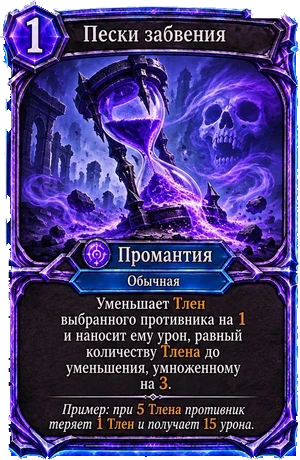 1
Пески забвения
Промантия
Обычная
Уменьшает Тлен
выбранного противника на 1
и наносит ему урон, равный
количеству Тлена до
уменьшения, умноженному
на 3.
Пример: при 5 Тлена противник
теряет 1 Тлен и получает 15 урона.